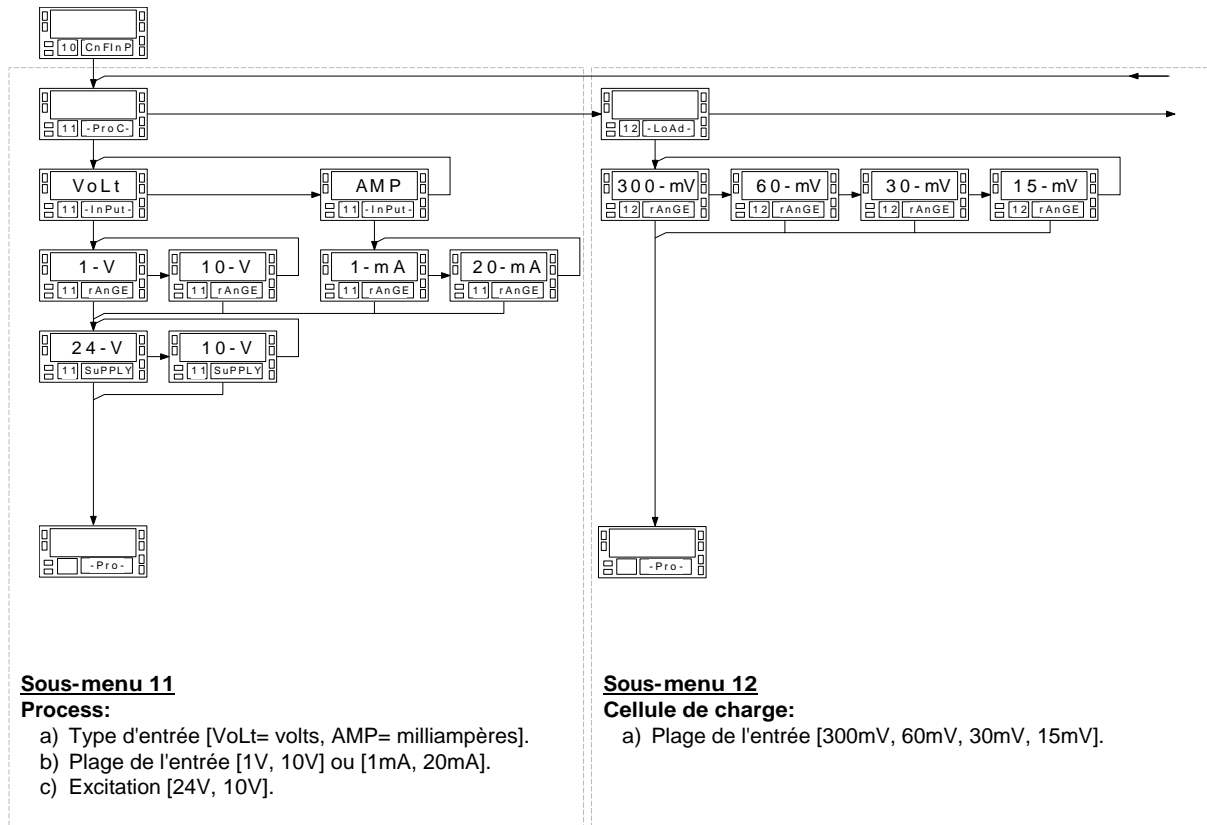 10 CnFInP
11 -ProC-
12 -LoAd-
VoLt
11 -InPut-
AMP
11 -InPut-
300-mV
12 rAnGE
60-mV
12 rAnGE
30-mV
12 rAnGE
15-mV
12 rAnGE
1-V
11 rAnGE
10-V
11 rAnGE
1-mA
11 rAnGE
20-mA
11 rAnGE
24-V
11 SuPPLY
10-V
11 SuPPLY
-Pro-
-Pro-
Sous-menu 11
Process:
a) Type d'entrée [VoLt= volts, AMP= milliampères].
b) Plage de l'entrée [1V, 10V] ou [1mA, 20mA].
c) Excitation [24V, 10V].
Sous-menu 12
Cellule de charge:
a) Plage de l'entrée [300mV, 60mV, 30mV, 15mV].